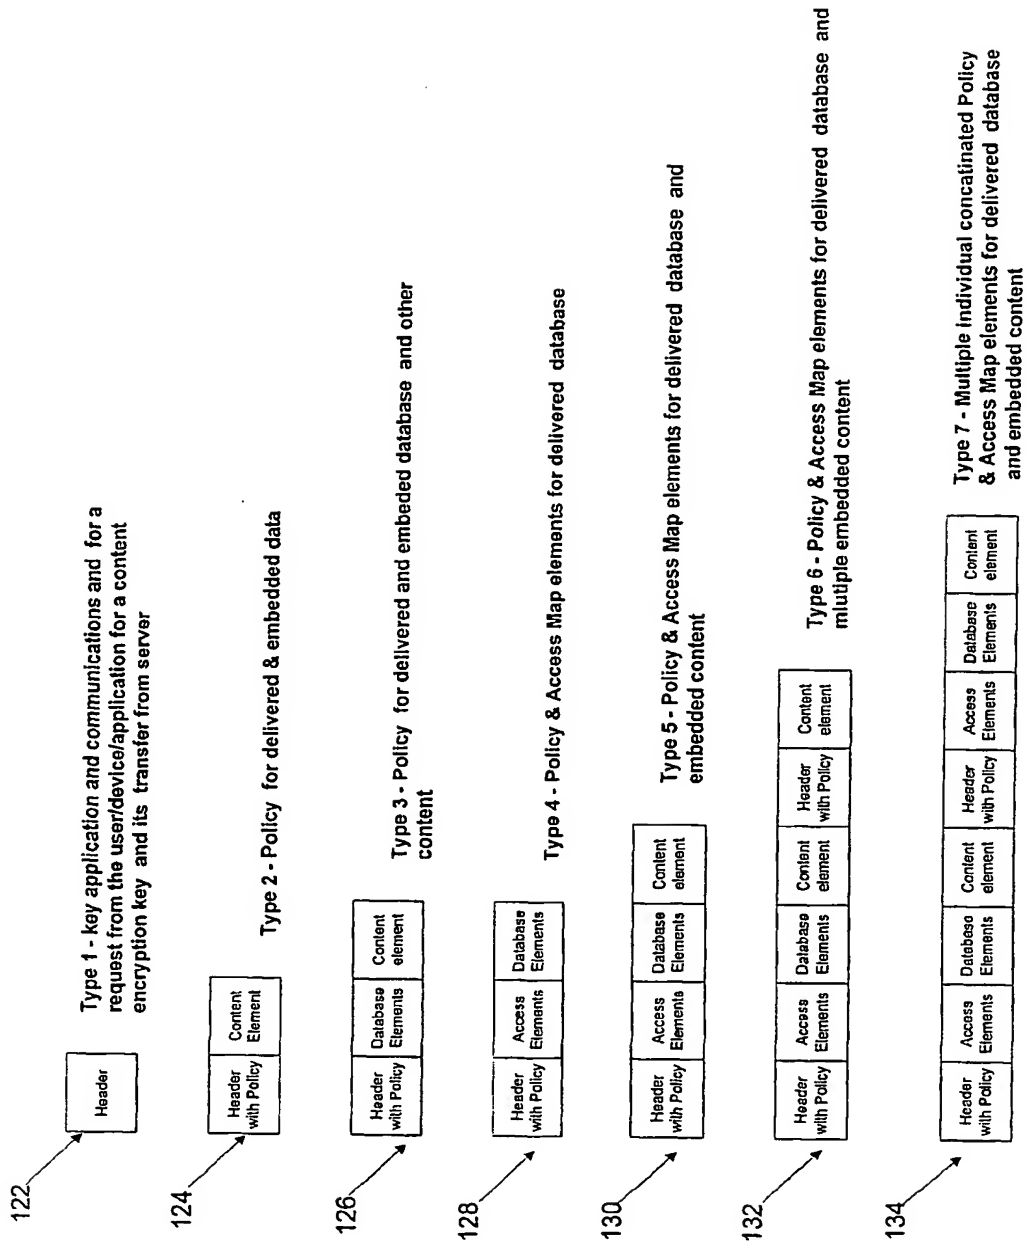 122
Header
Type 1 - key application and communications and for a
request from the user/device/application for a content
encryption key and its transfer from server
124
Header
with Policy
Content
Element
Type 2 - Policy for delivered & embedded data
126
Header
with Policy
Database
Elements
Content
element
Type 3 - Policy for delivered and embeded database and other
content
128
Header
with Policy
Access
Elements
Database
Elements
Type 4 - Policy & Access Map elements for delivered database
130
Header
with Policy
Access
Elements
Database
Elements
Content
element
Type 5 - Policy & Access Map elements for delivered database and
embedded content
132
Header
with Policy
Access
Elements
Database
Elements
Content
element
Header
with Policy
Content
element
Type 6 - Policy & Access Map elements for delivered database and
mlutiple embedded content
134
Header
with Policy
Access
Elements
Database
Elements
Content
element
Header
with Policy
Access
Elements
Database
Elements
Content
element
Type 7 - Multiple individual concatinated Policy
& Access Map elements for delivered database
and embedded content